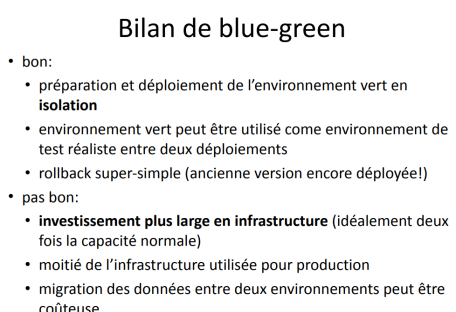 Bilan de blue-green
• bon:
• préparation et déploiement de l'environnement vert en
isolation
• environnement vert peut être utilisé come environnement de
test réaliste entre deux déploiements
• rollback super-simple (ancienne version encore déployée!)
• pas bon:
• investissement plus large en infrastructure (idéalement deux
fois la capacité normale)
• moitié de l'infrastructure utilisée pour production
• migration des données entre deux environnements peut être
coûteuse